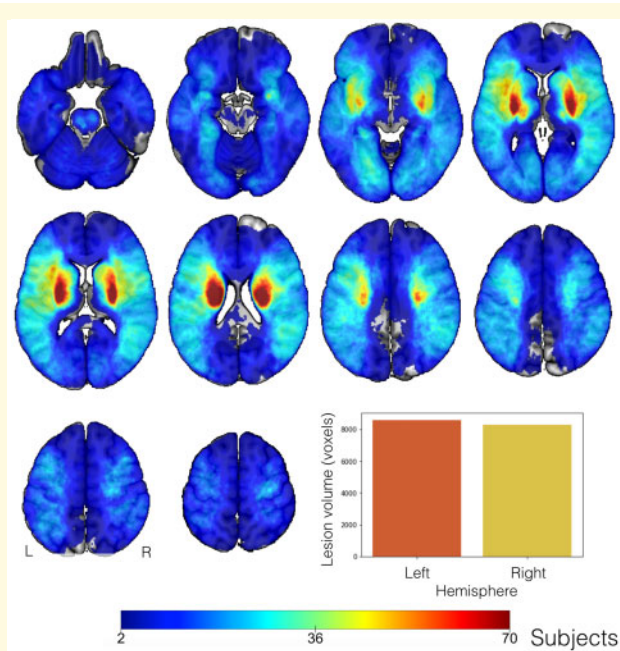 L R
Lesion volume (voxels)
8000
6000
4000
2000
0
Left Right
Hemisphere
2 36 70 Subjects